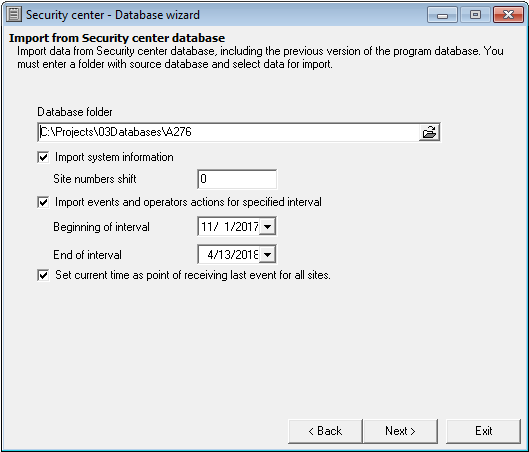 Security center - Database wizard
Import from Security center database
Import data from Security center database, including the previous version of the program database. You
must enter a folder with source database and select data for import.
Database folder
C:\Projects\03Databases\A276
Import system information
Site numbers shift 0
Import events and operators actions for specified interval
Beginning of interval 11/ 1/2017
End of interval 4/13/2018
Set current time as point of receiving last event for all sites.
< Back Next > Exit